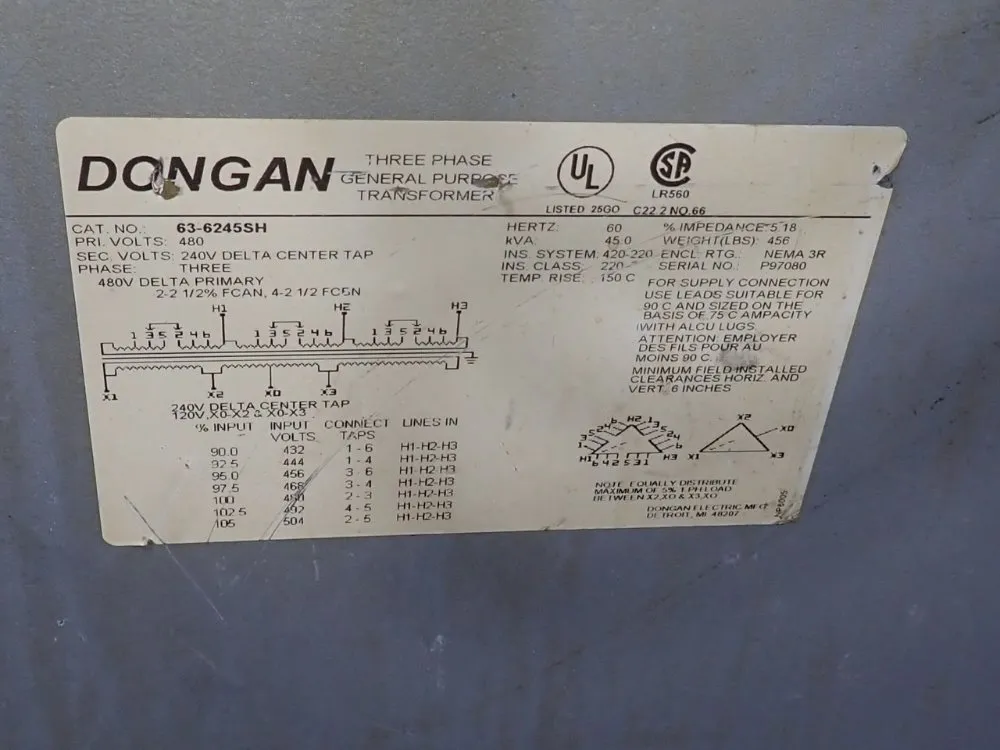 DONGAN
THREE PHASE
GENERAL PURPOSE
TRANSFORMER
UL
LISTED 25GO
SA
LR560
C22 2 NO.66
CAT. NO.: 63-6245SH
PRI. VOLTS: 480
SEC. VOLTS: 240V DELTA CENTER TAP
PHASE: THREE
480V DELTA PRIMARY
2-2 1/2% FCAN, 4-2 1/2 FCBN
H1 H2 H3
1 3 5 2 4 6 1 3 5 2 4 6 1 3 5 2 4 6
X1 X2 X0 X3
240V DELTA CENTER TAP
120V, X0-X2 & X0-X3
% INPUT INPUT VOLTS CONNECT TAPS LINES IN
90.0 432 1-6 H1-H2-H3
92.5 444 1-4 H1-H2-H3
95.0 456 3-6 H1-H2-H3
97.5 468 3-4 H1-H2-H3
100 480 2-3 H1-H2-H3
102.5 492 4-5 H1-H2-H3
105 504 2-5 H1-H2-H3
HERTZ: 60 % IMPEDANCE 5.18
KVA: 45.0 WEIGHT(LBS) 456
INS. SYSTEM: 420-220 ENCL. RTG.: NEMA 3R
INS. CLASS: 220 SERIAL NO.: P97080
TEMP. RISE: 150 C
FOR SUPPLY CONNECTION
USE LEADS SUITABLE FOR
90 C AND SIZED ON THE
BASIS OF 75 C AMPACITY
WITH ALCU LUGS.
ATTENTION: EMPLOYER
DES FILS POUR AU
MOINS 90 C.
MINIMUM FIELD INSTALLED
CLEARANCES HORIZ. AND
VERT. 6 INCHES
H2
1 3 5 2 4 6
H1 6 4 2 5 3 1 H3
X2
X0
X1 X3
NOTE: EQUALLY DISTRIBUTE
MAXIMUM OF 5% 1 PH LOAD
BETWEEN X2,X0 & X3,X0
DONGAN ELECTRIC MFG.
DETROIT, MI 48207